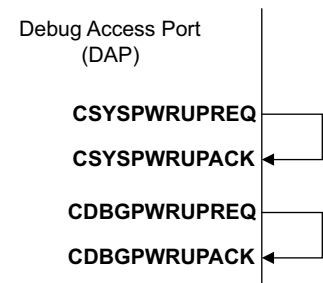 Debug Access Port
(DAP)
CSYSPWRUPREQ
CSYSPWRUPACK
CDBGPWRUPREQ
CDBGPWRUPACK